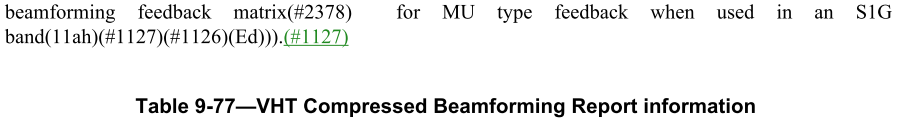 beamforming feedback matrix(#2378) for MU type feedback when used in an S1G
band(11ah)(#1127)(#1126)(Ed))).(#1127)
Table 9-77—VHT Compressed Beamforming Report information